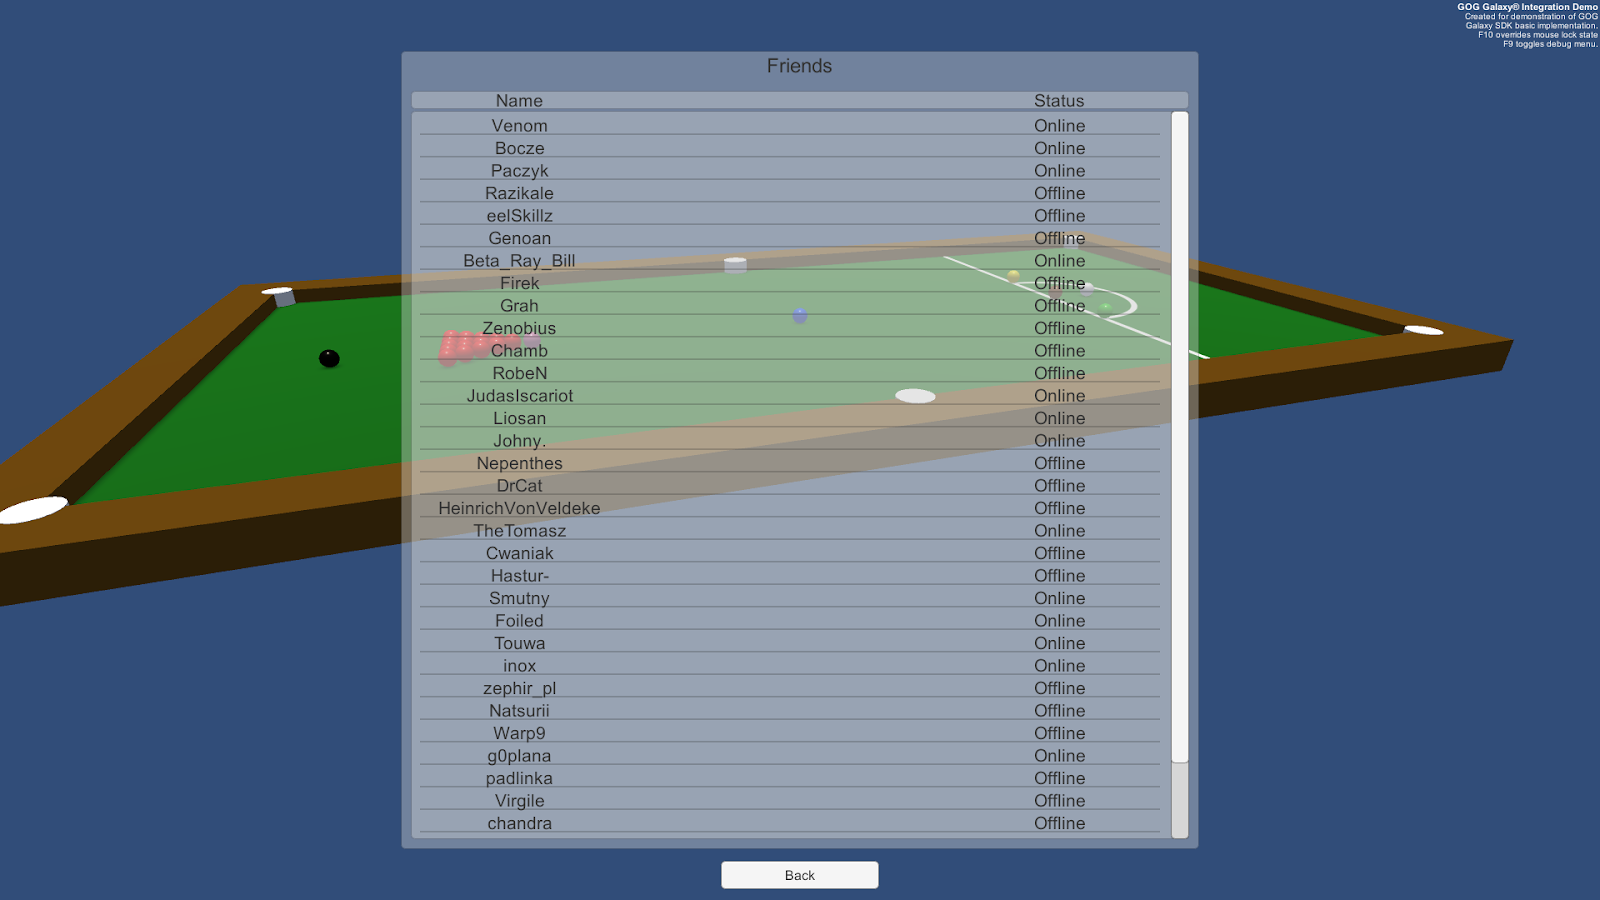 GOG Galaxy® Integration Demo
Created for demonstration of GOG
Galaxy SDK basic implementation.
F10 overrides mouse lock state
F9 toggles debug menu.
Friends
Name Status
Venom Online
Bocze Online
Paczyk Online
Razikale Offline
eelSkillz Offline
Genoan Offline
Beta_Ray_Bill Online
Firek Offline
Grah Offline
Zenobius Offline
Chamb Offline
RobeN Offline
JudasIscariot Online
Liosan Online
Johny. Online
Nepenthes Offline
DrCat Offline
HeinrichVonVeldeke Offline
TheTomasz Online
Cwaniak Offline
Hastur- Offline
Smutny Online
Foiled Online
Touwa Online
inox Online
zephir_pl Offline
Natsurii Offline
Warp9 Offline
g0plana Online
padlinka Offline
Virgile Offline
chandra Offline
Back